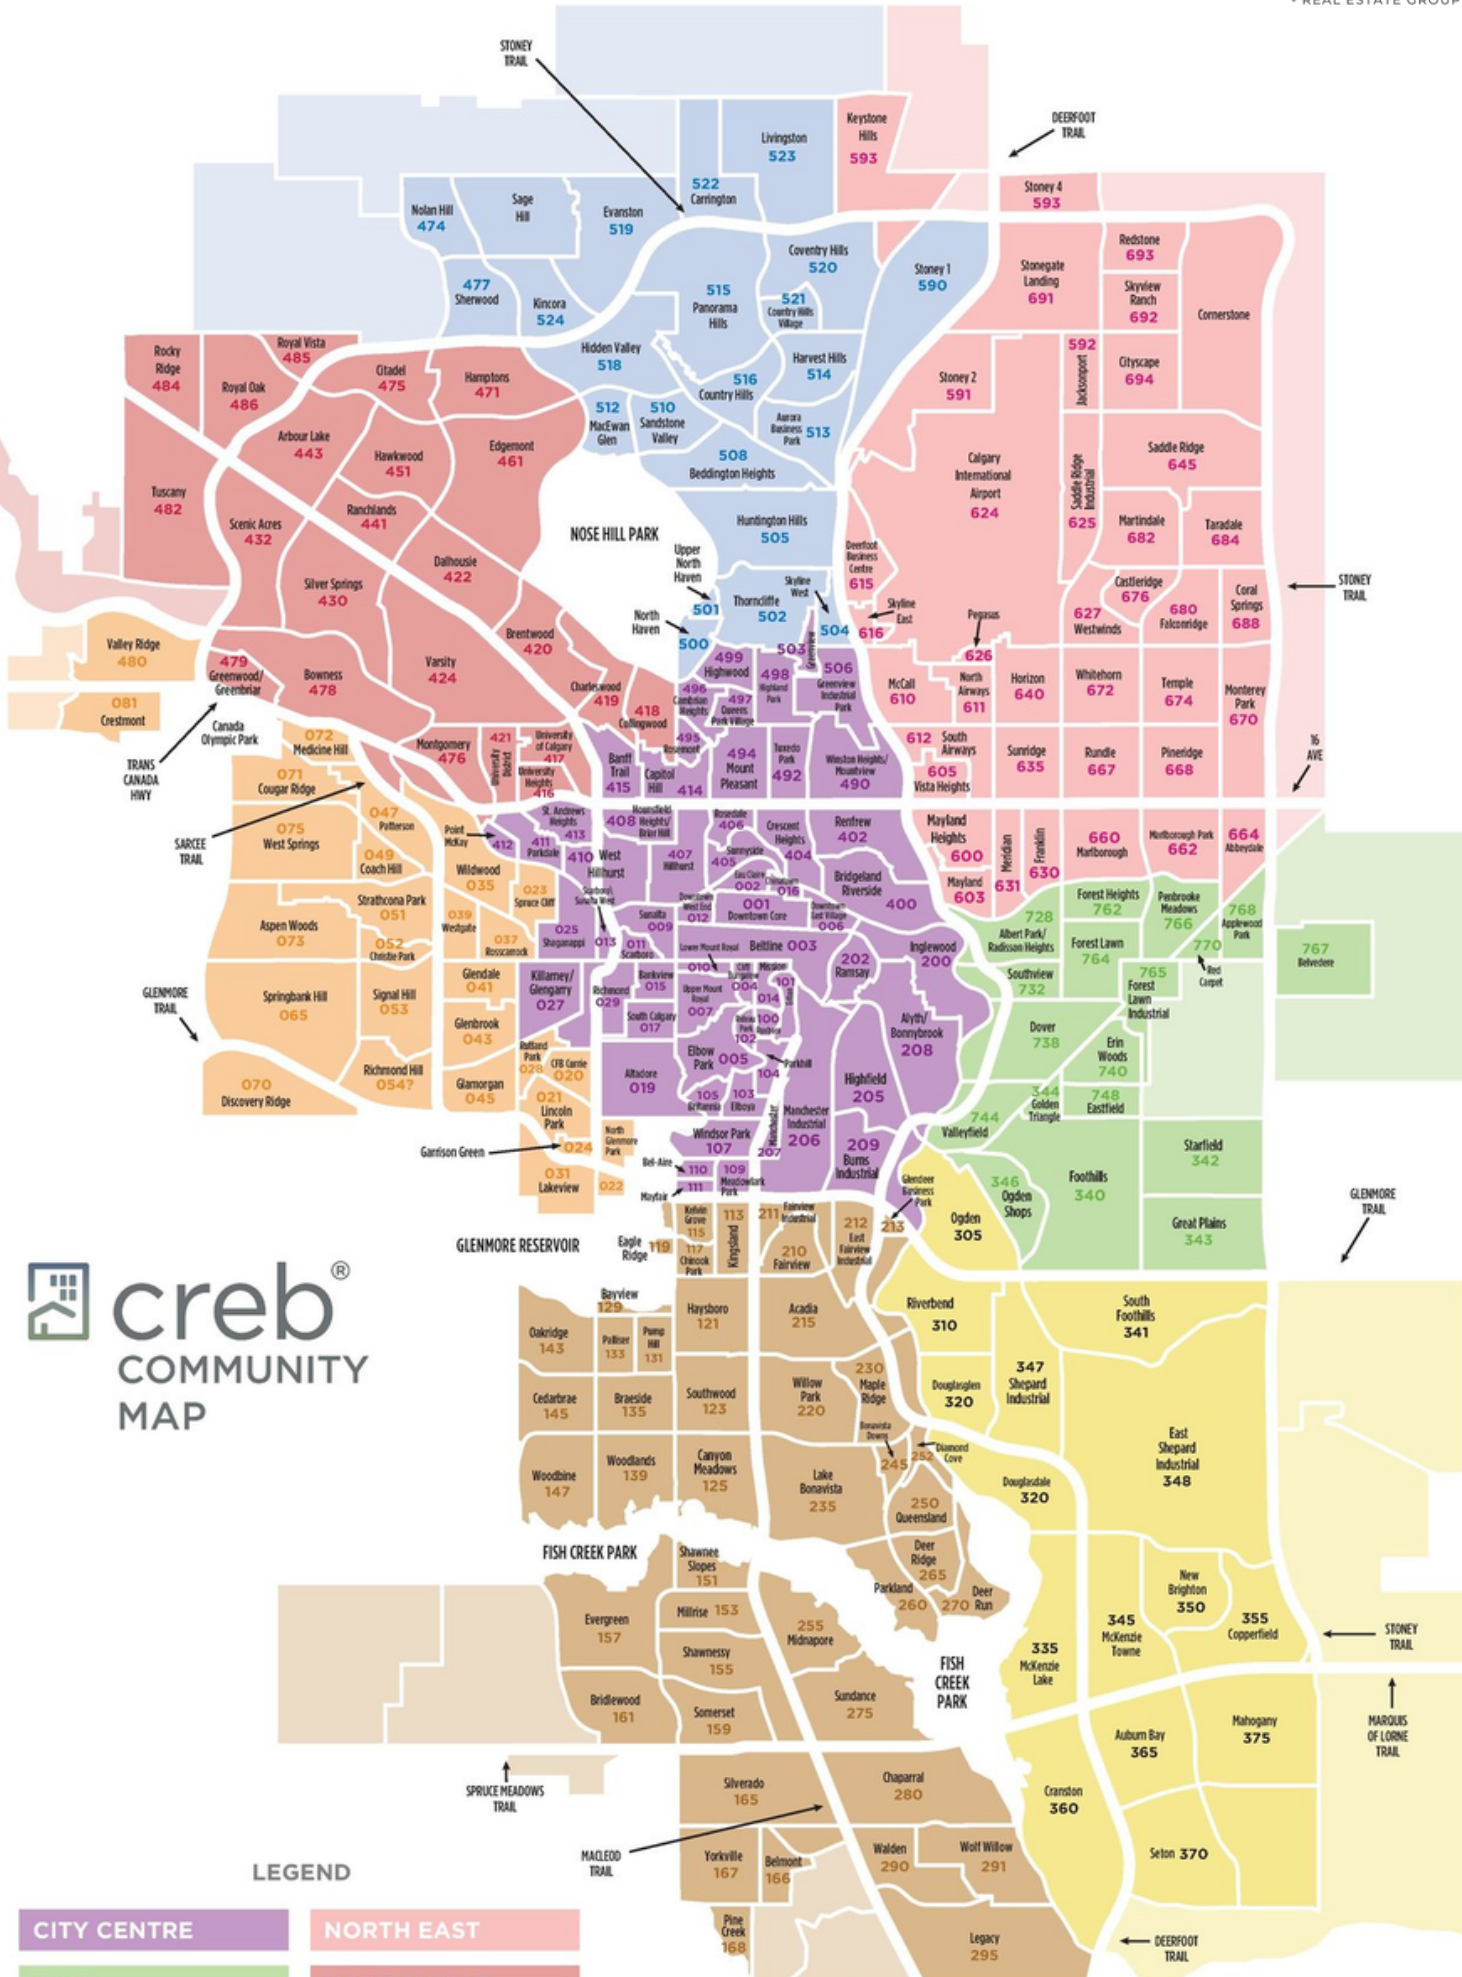 REAL ESTATE GROUP
STONEY
TRAIL
DEERFOOT
TRAIL
Keystone
Hills
593
Livingston
523
522
Carrington
Stoney 4
593
Nolan Hill
474
Sage
Hill
Evanston
519
Coventry Hills
520
Stoney 1
590
Stonegate
Landing
691
Redstone
693
Skyview
Ranch
692
Cornerstone
477
Sherwood
Kincora
524
515
Panorama
Hills
521
Country Hills
Village
Rocky
Ridge
484
Royal Vista
485
Royal Oak
486
Citadel
475
Hamptons
471
Hidden Valley
518
516
Country Hills
Harvest Hills
514
Stoney 2
591
592
Jacksonport
Cityscape
694
512
MacEwan
Glen
510
Sandstone
Valley
Aurora
Business
Park
513
508
Beddington Heights
Arbour Lake
443
Hawkwood
451
Edgemont
461
Calgary
International
Airport
624
Saddle Ridge
Industrial
625
Saddle Ridge
645
Tuscany
482
Scenic Acres
432
Ranchlands
441
NOSE HILL PARK
Huntington Hills
505
Martindale
682
Taradale
684
Dalhousie
422
Silver Springs
430
Upper
North
Haven
501
Thorncliffe
502
Skyline
West
504
Deerfoot
Business
Centre
615
Skyline
East
616
Castleridge
676
627
Westwinds
680
Falconridge
Coral
Springs
688
STONEY
TRAIL
North
Haven
500
Pegasus
626
Valley Ridge
480
479
Greenwood/
Greenbriar
Bowness
478
Varsity
424
Brentwood
420
503
Greenview
499
Highwood
498
Highland
Park
506
Greenview
Industrial
Park
McCall
610
North
Airways
611
Horizon
640
Whitehorn
672
Temple
674
Monterey
Park
670
Charleswood
419
418
Collingwood
496
Cambrian
Heights
497
Queens
Park Village
081
Crestmont
Canada
Olympic Park
072
Medicine Hill
Montgomery
476
421
University
District
University
of Calgary
417
University
Heights
416
495
Rosemont
Banff
Trail
415
Capitol
Hill
414
494
Mount
Pleasant
Tuxedo
Park
492
Winston Heights/
Mountview
490
612
South
Airways
605
Vista Heights
Sunridge
635
Rundle
667
Pineridge
668
16
AVE
TRANS
CANADA
HWY
071
Cougar Ridge
SARCEE
TRAIL
075
West Springs
047
Patterson
049
Coach Hill
Point
McKay
412
St. Andrews
Heights
413
411
Parkdale
408
Hounsfield
Heights/
Briar Hill
410
West
Hillhurst
407
Hillhurst
Rosedale
406
Sunnyside
405
Crescent
Heights
404
Renfrew
402
Mayland
Heights
600
Mayland
603
Meridian
631
Franklin
630
660
Marlborough
Marlborough Park
662
664
Abbeydale
Wildwood
035
023
Spruce Cliff
Scarboro/
Sunalta West
013
Eau Claire
002
Chinatown
016
Bridgeland
Riverside
400
Strathcona Park
051
Aspen Woods
073
052
Christie Park
039
Westgate
037
Rosscarrock
025
Shaganappi
Sunalta
009
Downtown
West End
012
001
Downtown Core
Downtown
East Village
006
011
Scarboro
Lower Mount Royal
010
Beltline 003
Inglewood
200
202
Ramsay
728
Albert Park/
Radisson Heights
Forest Heights
762
Penbrooke
Meadows
766
768
Applewood
Park
767
Belvedere
Forest Lawn
764
770
Red
Carpet
Southview
732
765
Forest
Lawn
Industrial
Springbank Hill
065
Signal Hill
053
Glendale
041
Killarney/
Glengarry
027
Richmond
029
Bankview
015
Upper Mount
Royal
007
Cliff
Bungalow
004
Mission
014
101
Erlton
GLENMORE
TRAIL
Glenbrook
043
South Calgary
017
Rideau
Park
102
100
Roxboro
Alyth/
Bonnybrook
208
Dover
738
Erin
Woods
740
Richmond Hill
054?
070
Discovery Ridge
Glamorgan
045
Rutland
Park
028
CFB Currie
020
Altadore
019
Elbow
Park
005
Parkhill
104
Highfield
205
021
Lincoln
Park
105
Britannia
103
Elboya
Manchester
207
Manchester
Industrial
206
344
Golden
Triangle
748
Eastfield
744
Valleyfield
Garrison Green
024
North
Glenmore
Park
022
Windsor Park
107
209
Burns
Industrial
Starfield
342
031
Lakeview
Bel-Aire
110
109
Meadowlark
Park
Mayfair
111
Glendeer
Business
Park
213
346
Ogden
Shops
Foothills
340
Great Plains
343
GLENMORE
TRAIL
GLENMORE RESERVOIR
Kelvin
Grove
115
113
Kingsland
211
Fairview
Industrial
212
East
Fairview
Industrial
Ogden
305
Eagle
Ridge
119
117
Chinook
Park
210
Fairview
creb®
COMMUNITY
MAP
Bayview
129
Oakridge
143
Palliser
133
Pump
Hill
131
Haysboro
121
Acadia
215
Riverbend
310
South
Foothills
341
Cedarbrae
145
Braeside
135
Southwood
123
Willow
Park
220
230
Maple
Ridge
Douglasglen
320
347
Shepard
Industrial
Woodbine
147
Woodlands
139
Canyon
Meadows
125
Lake
Bonavista
235
Bonavista
Downs
245
252
Diamond
Cove
Douglasdale
320
East
Shepard
Industrial
348
250
Queensland
FISH CREEK PARK
Shawnee
Slopes
151
Deer
Ridge
265
Parkland
260
270
Deer
Run
New
Brighton
350
Evergreen
157
Millrise 153
255
Midnapore
Shawnessy
155
335
McKenzie
Lake
345
McKenzie
Towne
355
Copperfield
STONEY
TRAIL
FISH
CREEK
PARK
Bridlewood
161
Somerset
159
Sundance
275
Auburn Bay
365
Mahogany
375
MARQUIS
OF LORNE
TRAIL
SPRUCE MEADOWS
TRAIL
Silverado
165
Chaparral
280
Cranston
360
MACLEOD
TRAIL
Yorkville
167
Belmont
166
Walden
290
Wolf Willow
291
Seton 370
Pine
Creek
168
Legacy
295
DEERFOOT
TRAIL
LEGEND
CITY CENTRE
NORTH EAST